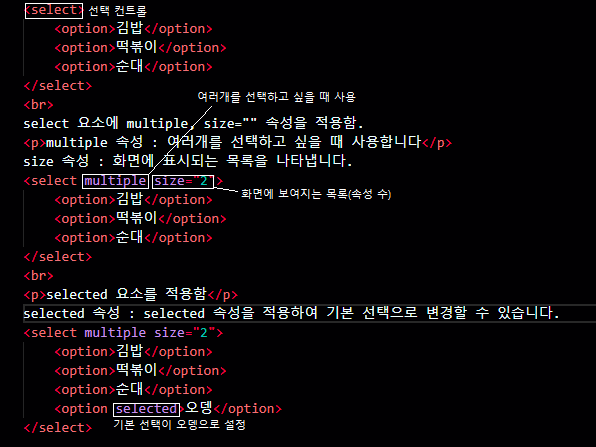 <select> 선택 컨트롤
<option>김밥</option>
<option>떡볶이</option>
<option>순대</option>
</select>
<br>
여러개를 선택하고 싶을 때 사용
select 요소에 multiple, size="" 속성을 적용함.
<p>multiple 속성 : 여러개를 선택하고 싶을 때 사용합니다</p>
size 속성 : 화면에 표시되는 목록을 나타냅니다.
<select multiple size="2">
화면에 보여지는 목록(속성 수)
<option>김밥</option>
<option>떡볶이</option>
<option>순대</option>
</select>
<br>
<p>selected 요소를 적용함</p>
selected 속성 : selected 속성을 적용하여 기본 선택으로 변경할 수 있습니다.
<select multiple size="2">
<option>김밥</option>
<option>떡볶이</option>
<option>순대</option>
<option selected>오뎅</option>
기본 선택이 오뎅으로 설정
</select>